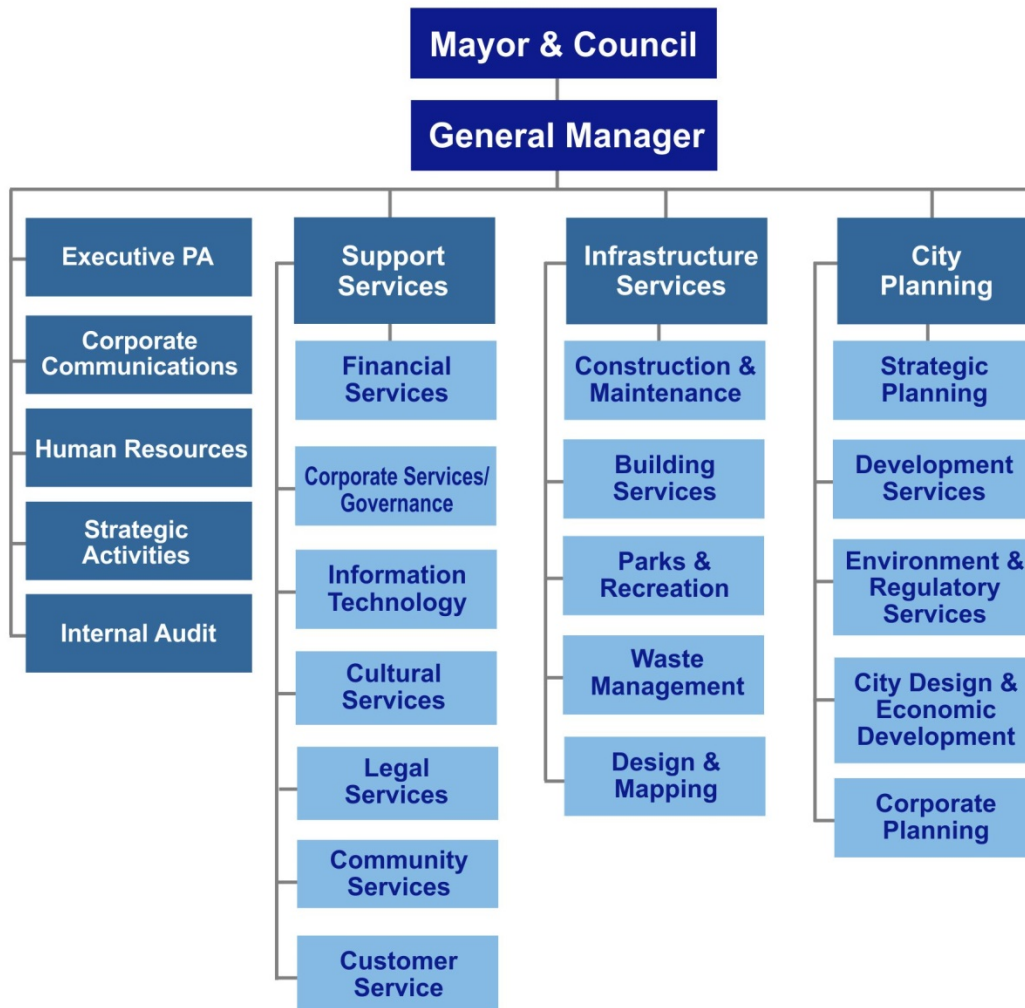 Mayor & Council
General Manager
Executive PA
Corporate
Communications
Human Resources
Strategic
Activities
Internal Audit
Support
Services
Financial
Services
Corporate Services/
Governance
Information
Technology
Cultural
Services
Legal
Services
Community
Services
Customer
Service
Infrastructure
Services
Construction &
Maintenance
Building
Services
Parks &
Recreation
Waste
Management
Design &
Mapping
City
Planning
Strategic
Planning
Development
Services
Environment &
Regulatory
Services
City Design &
Economic
Development
Corporate
Planning